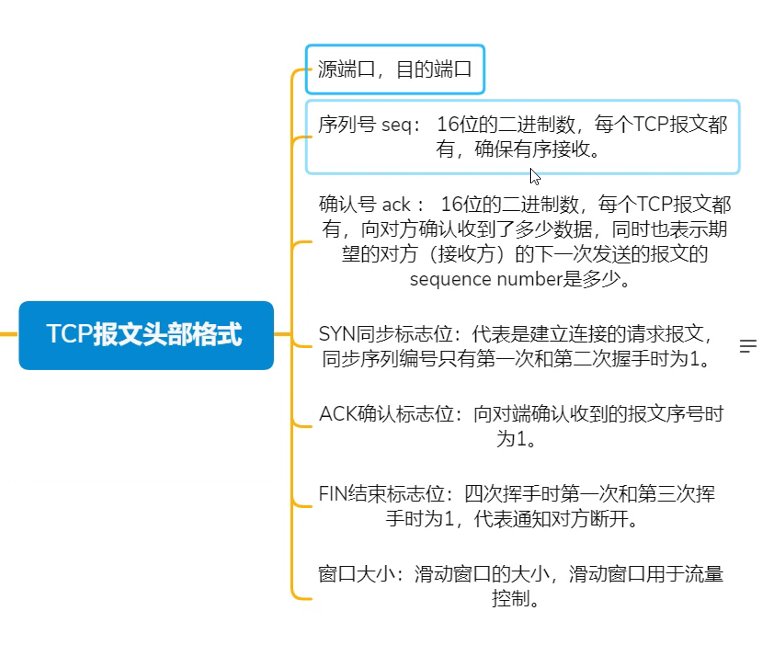 源端口，目的端口
序列号 seq： 16位的二进制数，每个TCP报文都
有，确保有序接收。
确认号 ack ： 16位的二进制数，每个TCP报文都
有，向对方确认收到了多少数据，同时也表示期
望的对方（接收方）的下一次发送的报文的
sequence number是多少。
TCP报文头部格式
SYN同步标志位：代表是建立连接的请求报文，
同步序列编号只有第一次和第二次握手时为1。
ACK确认标志位：向对端确认收到的报文序号时
为1。
FIN结束标志位：四次挥手时第一次和第三次挥
手时为1，代表通知对方断开。
窗口大小：滑动窗口的大小，滑动窗口用于流量
控制。